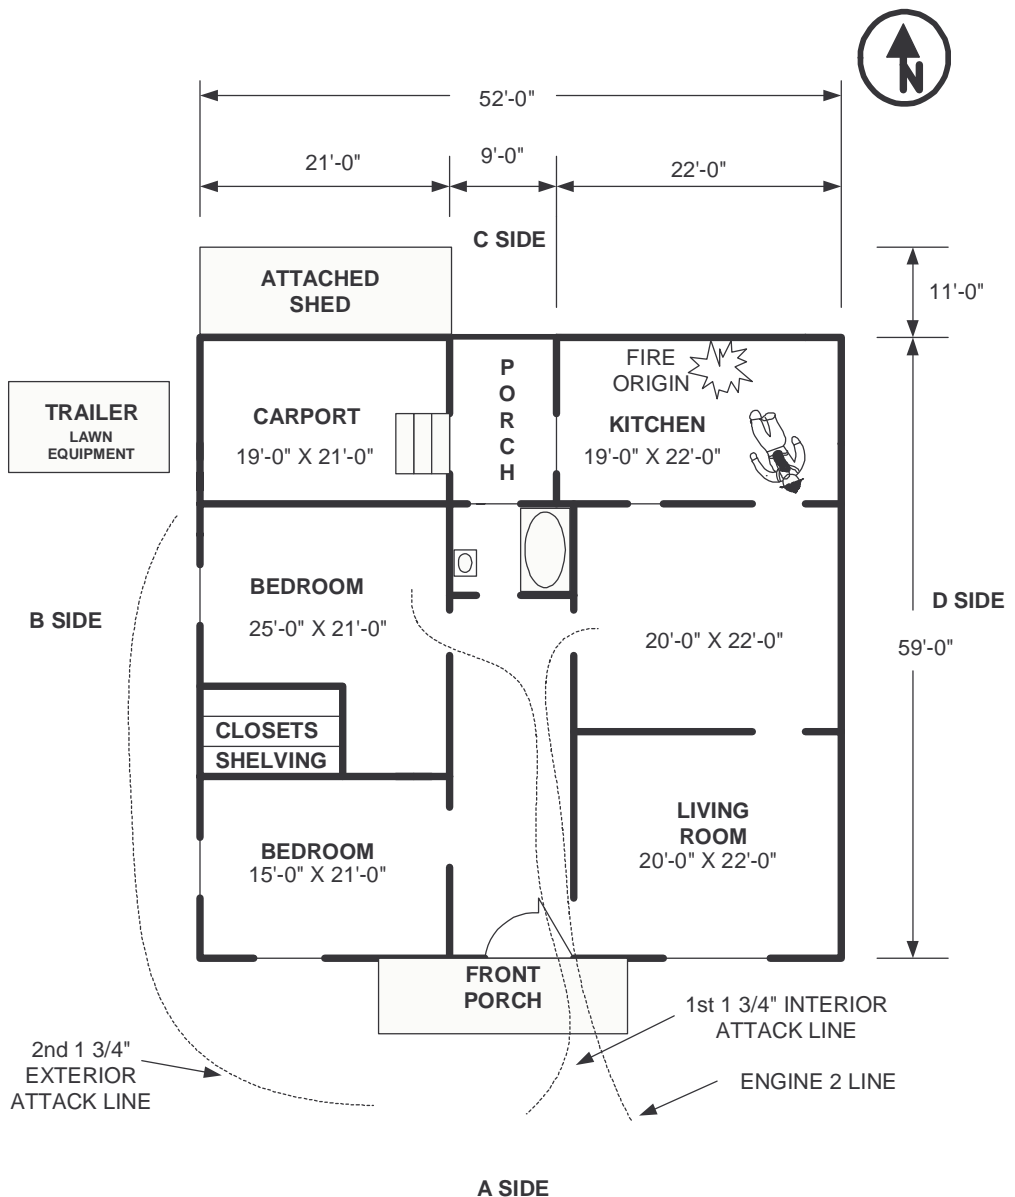 N
52'-0"
21'-0"
9'-0"
22'-0"
C SIDE
11'-0"
ATTACHED
SHED
TRAILER
LAWN
EQUIPMENT
CARPORT
19'-0" X 21'-0"
P
O
R
C
H
FIRE
ORIGIN
KITCHEN
19'-0" X 22'-0"
B SIDE
BEDROOM
25'-0" X 21'-0"
20'-0" X 22'-0"
D SIDE
59'-0"
CLOSETS
SHELVING
BEDROOM
15'-0" X 21'-0"
LIVING
ROOM
20'-0" X 22'-0"
FRONT
PORCH
1st 1 3/4" INTERIOR
ATTACK LINE
2nd 1 3/4"
EXTERIOR
ATTACK LINE
ENGINE 2 LINE
A SIDE